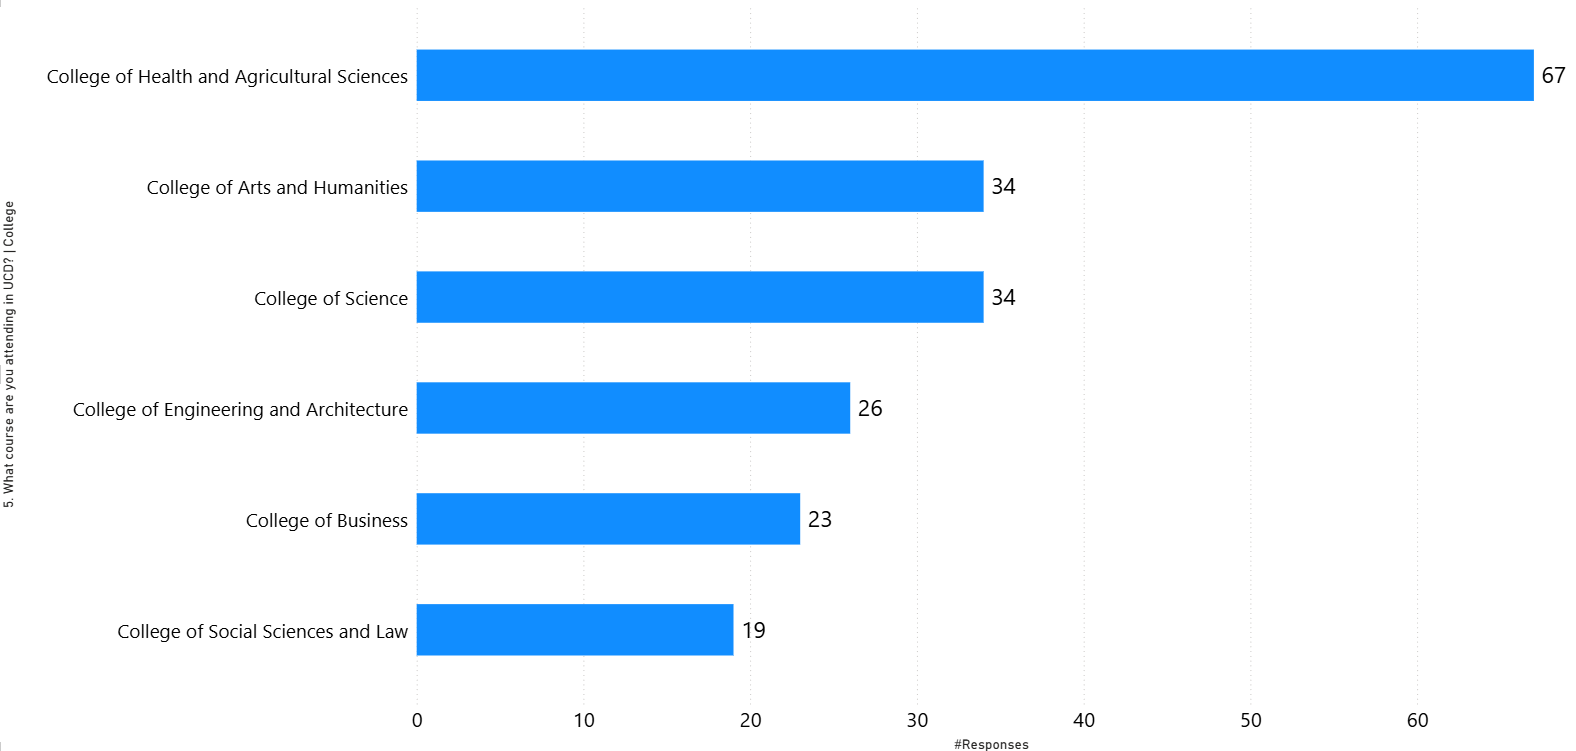 5. What course are you attending in UCD? | College
College of Health and Agricultural Sciences 67
College of Arts and Humanities 34
College of Science 34
College of Engineering and Architecture 26
College of Business 23
College of Social Sciences and Law 19
0 10 20 30 40 50 60
#Responses